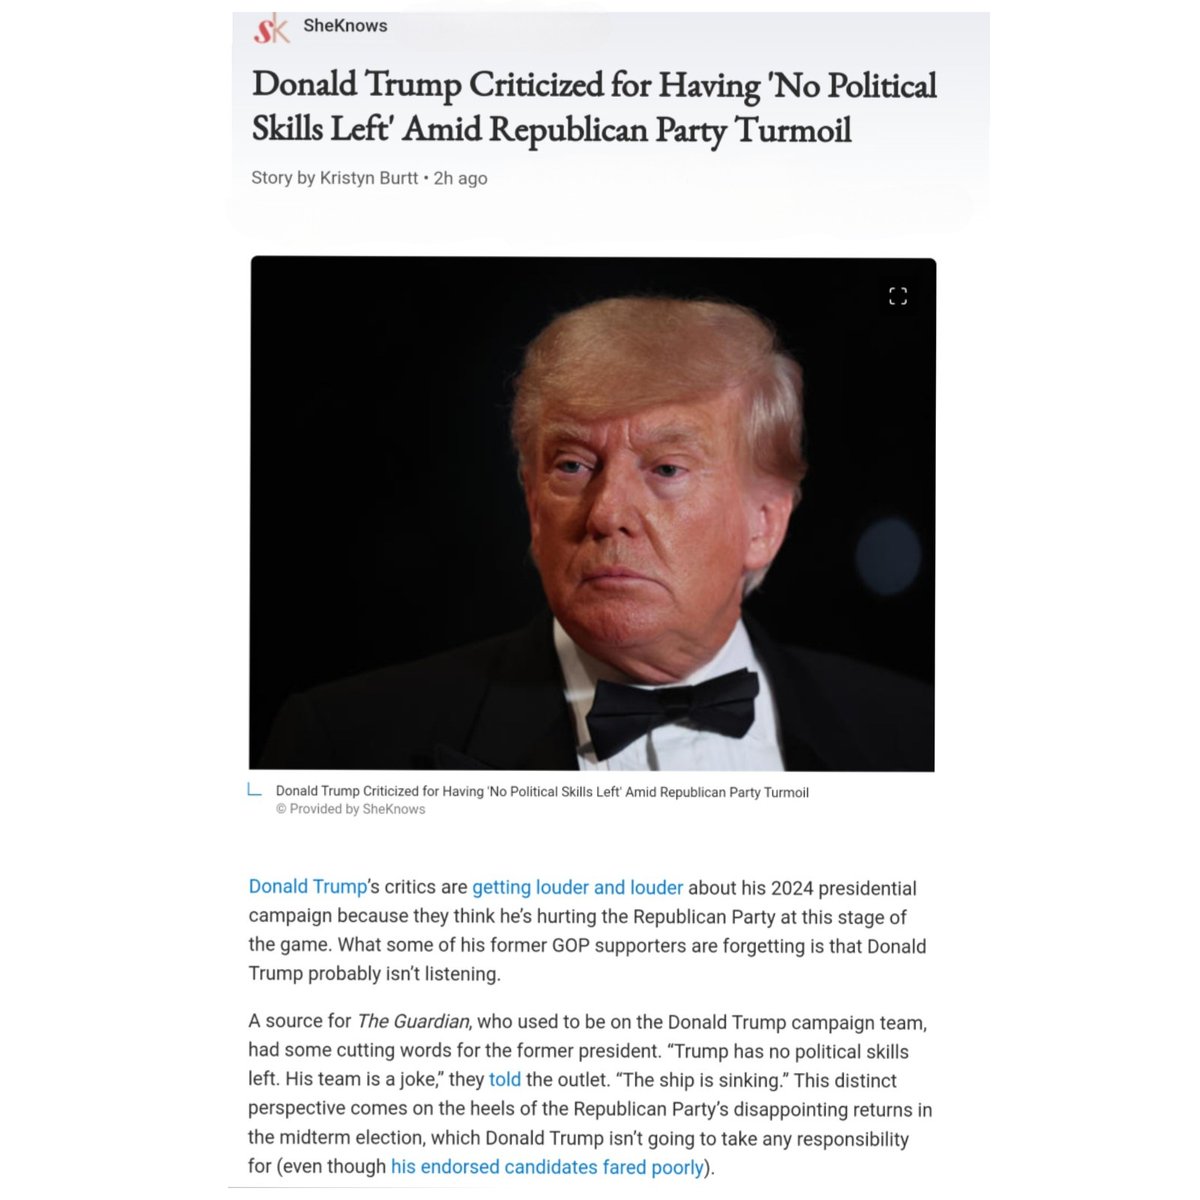 sk SheKnows
Donald Trump Criticized for Having 'No Political
Skills Left' Amid Republican Party Turmoil
Story by Kristyn Burtt • 2h ago
Donald Trump Criticized for Having 'No Political Skills Left' Amid Republican Party Turmoil
© Provided by SheKnows
Donald Trump’s critics are getting louder and louder about his 2024 presidential
campaign because they think he’s hurting the Republican Party at this stage of
the game. What some of his former GOP supporters are forgetting is that Donald
Trump probably isn’t listening.
A source for The Guardian, who used to be on the Donald Trump campaign team,
had some cutting words for the former president. “Trump has no political skills
left. His team is a joke,” they told the outlet. “The ship is sinking.” This distinct
perspective comes on the heels of the Republican Party’s disappointing returns in
the midterm election, which Donald Trump isn’t going to take any responsibility
for (even though his endorsed candidates fared poorly).